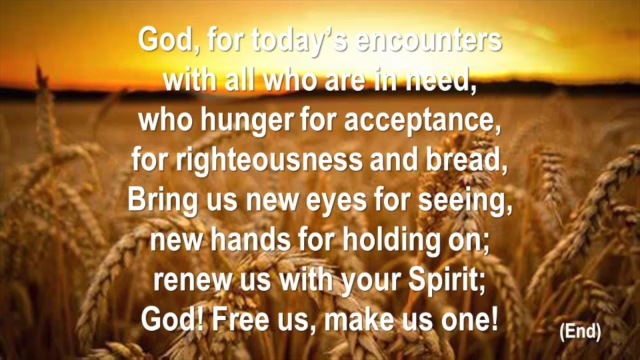 God, for today's encounters
with all who are in need,
who hunger for acceptance,
for righteousness and bread,
Bring us new eyes for seeing,
new hands for holding on;
renew us with your Spirit;
God! Free us, make us one!
(End)